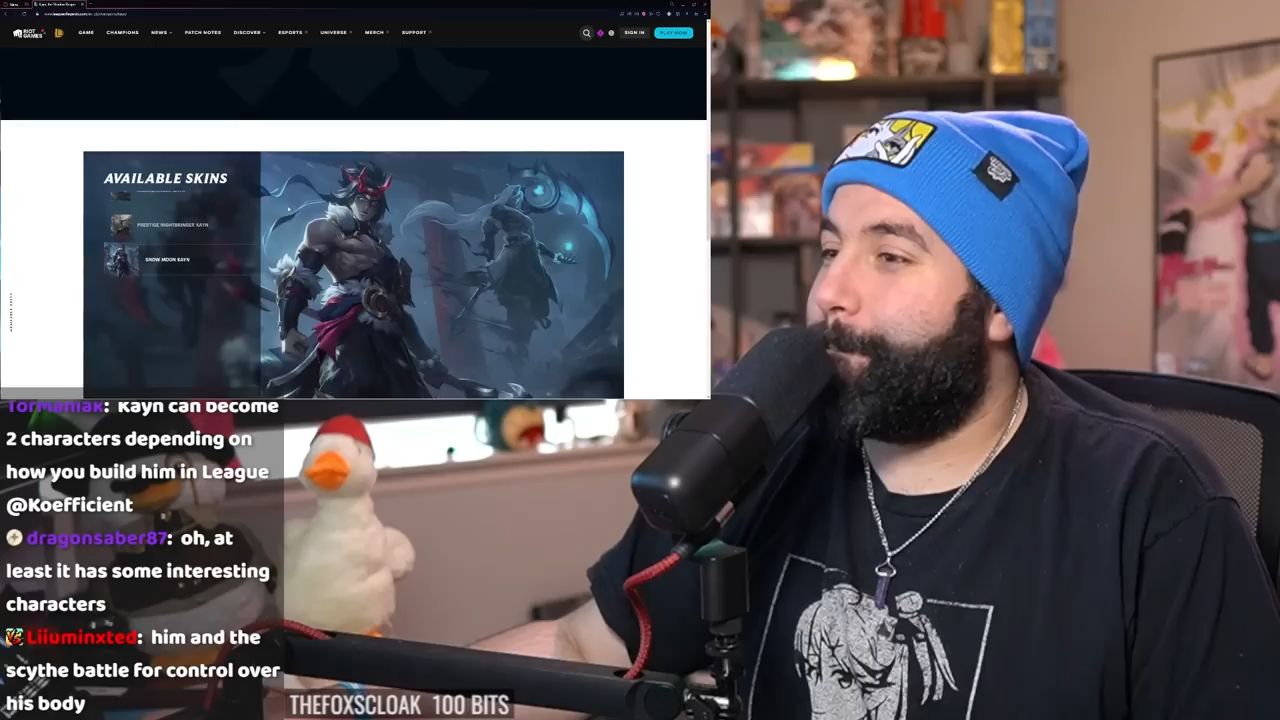 RIOT
GAMES
GAME
CHAMPIONS
NEWS
PATCH NOTES
DISCOVER
ESPORTS
UNIVERSE
MERCH
SUPPORT
SIGN IN
PLAY NOW
AVAILABLE SKINS
PRESTIGE NIGHTBRINGER KAYN
SNOW MOON KAYN
Tormaniak: Kayn can become
2 characters depending on
how you build him in League
@Koefficient
dragonsaber87: oh, at
least it has some interesting
characters
Liiuminxted: him and the
scythe battle for control over
his body
THEFOXSCLOAK 100 BITS